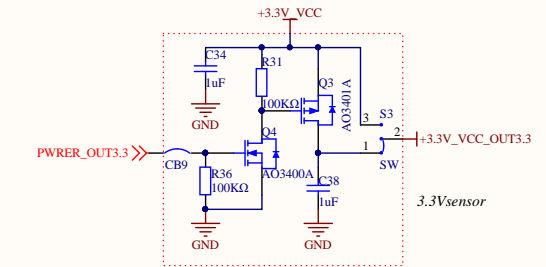 +3.3V_VCC
C34
1uF
GND
R31
100KΩ
Q3
AO3401A
S3
3
2
1
+3.3V_VCC_OUT3.3
SW
PWRER_OUT3.3
CB9
Q4
AO3400A
R36
100KΩ
C38
1uF
3.3Vsensor
GND
GND